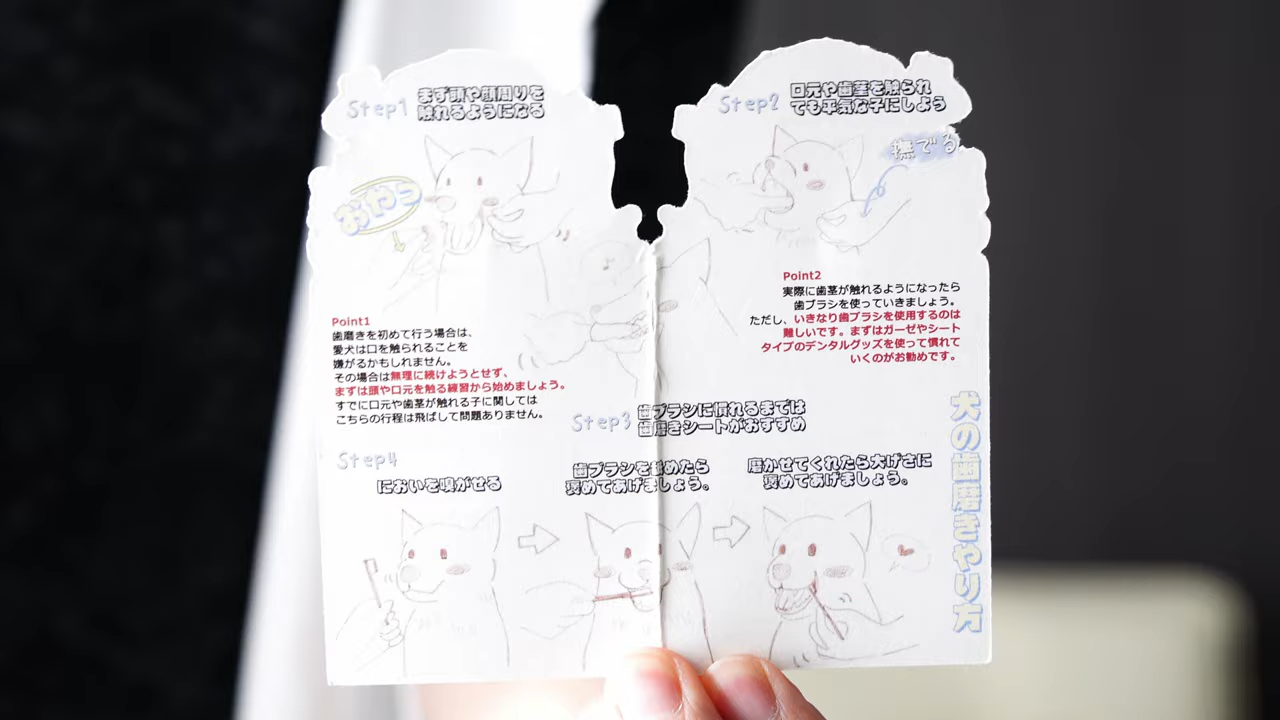 Step1
まず頭や顔周りを
触れるようになる
おやつ
Point1
歯磨きを初めて行う場合は、
愛犬は口を触られることを
嫌がるかもしれません。
その場合は無理に続けようとせず、
まずは頭や口元を触る練習から始めましょう。
すでに口元や歯茎が触れる子に関しては
こちらの行程は飛ばして問題ありません。
Step2
口元や歯茎を触られ
ても平気な子にしよう
撫でる
Point2
実際に歯茎が触れるようになったら
歯ブラシを使っていきましょう。
ただし、いきなり歯ブラシを使用するのは
難しいです。まずはガーゼやシート
タイプのデンタルグッズを使って慣れて
いくのがお勧めです。
Step3
歯ブラシに慣れるまでは
歯磨きシートがおすすめ
Step4
においを嗅がせる
歯ブラシを舐めたら
褒めてあげましょう。
磨かせてくれたら大げさに
褒めてあげましょう。
犬の歯磨きやり方